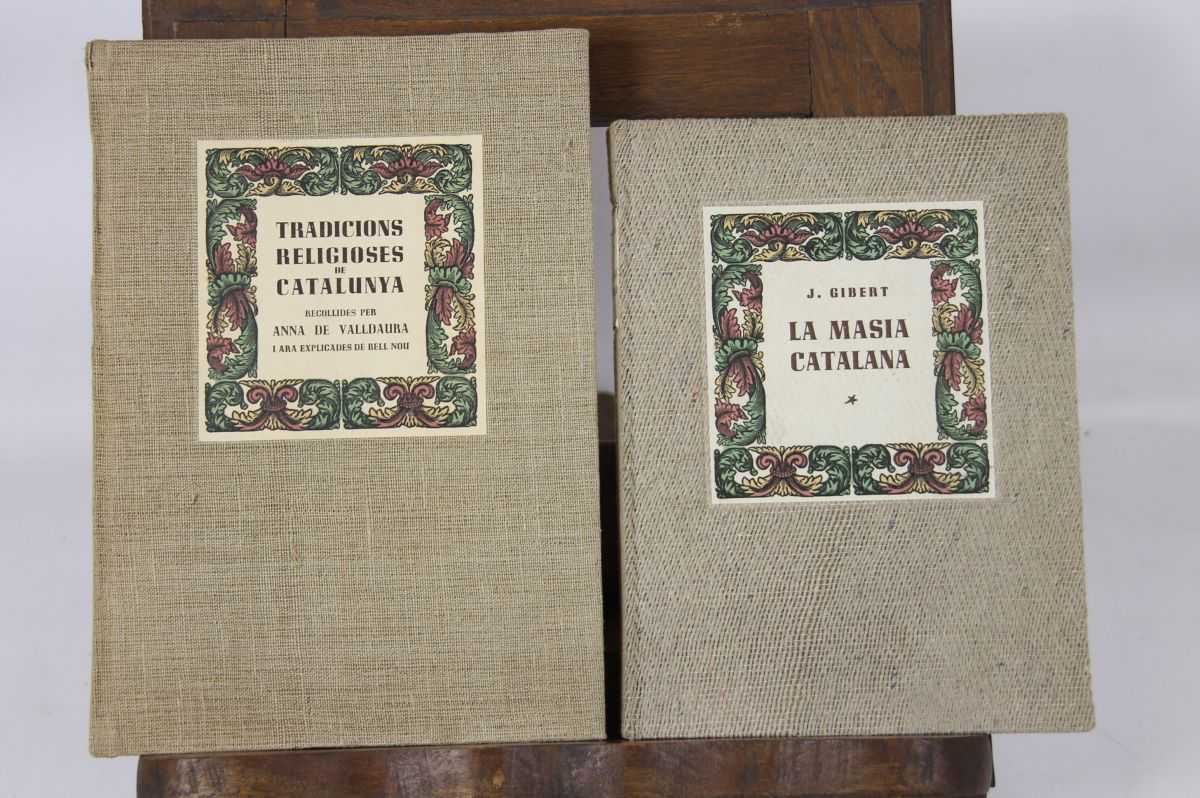 TRADICIONS
RELIGIOSES
DE
CATALUNYA
RECOLLIDES PER
ANNA DE VALLDAURA
I ARA EXPLICADES DE BELL NOU
J. GIBERT
LA MASIA
CATALANA